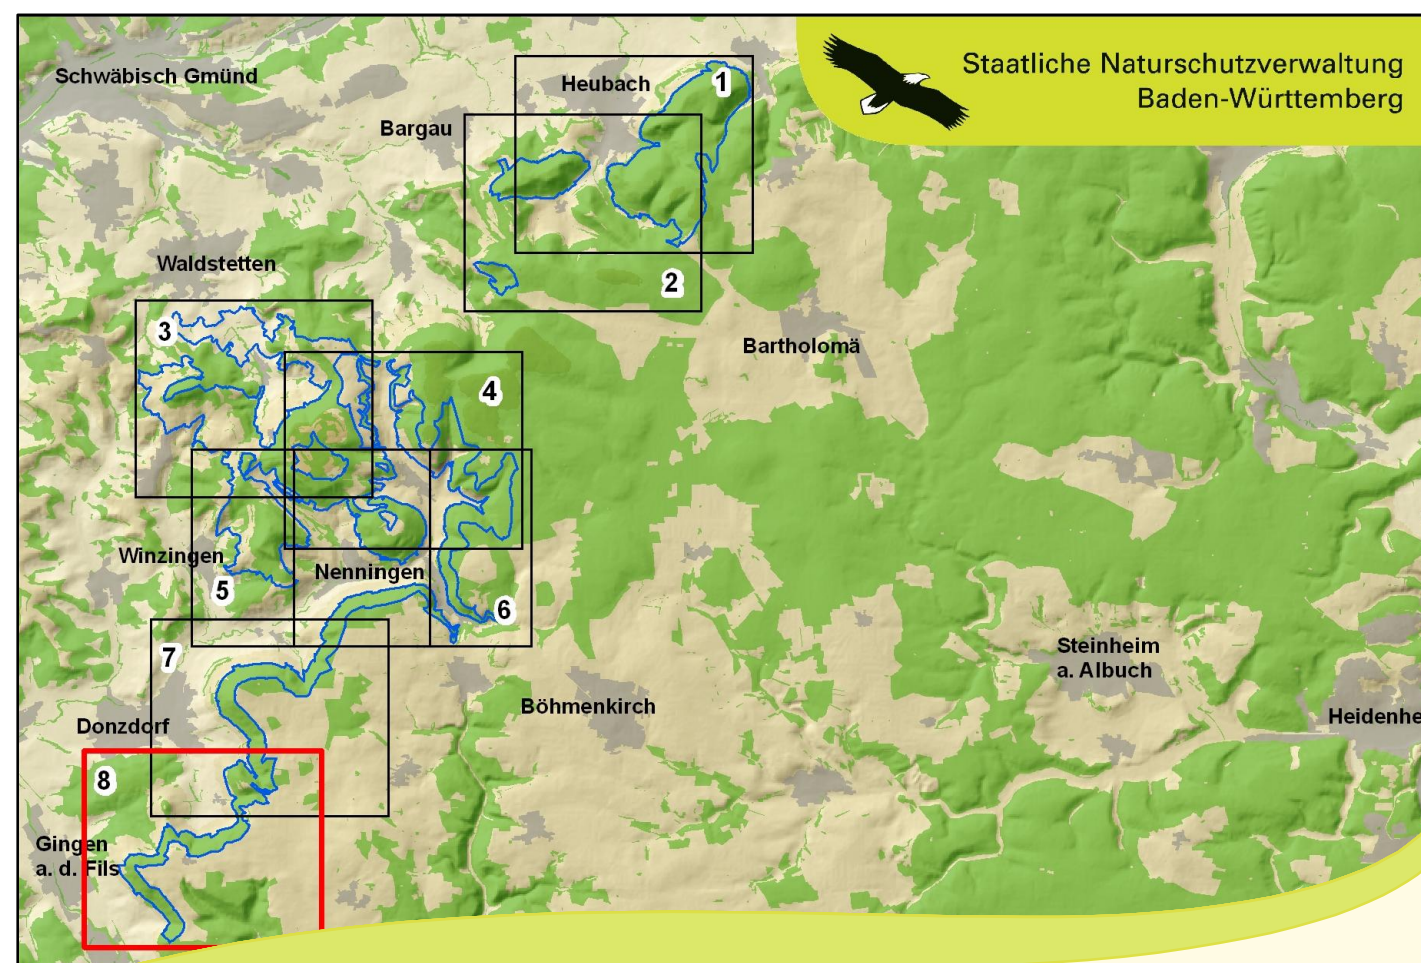 Staatliche Naturschutzverwaltung
Baden-Württemberg
Schwäbisch Gmünd
Heubach
1
Bargau
Waldstetten
2
3
Bartholomä
4
Winzingen
Nenningen
5
6
Steinheim
a. Albuch
7
Böhmenkirch
Donzdorf
Heidenhe
8
Gingen
a. d. Fils